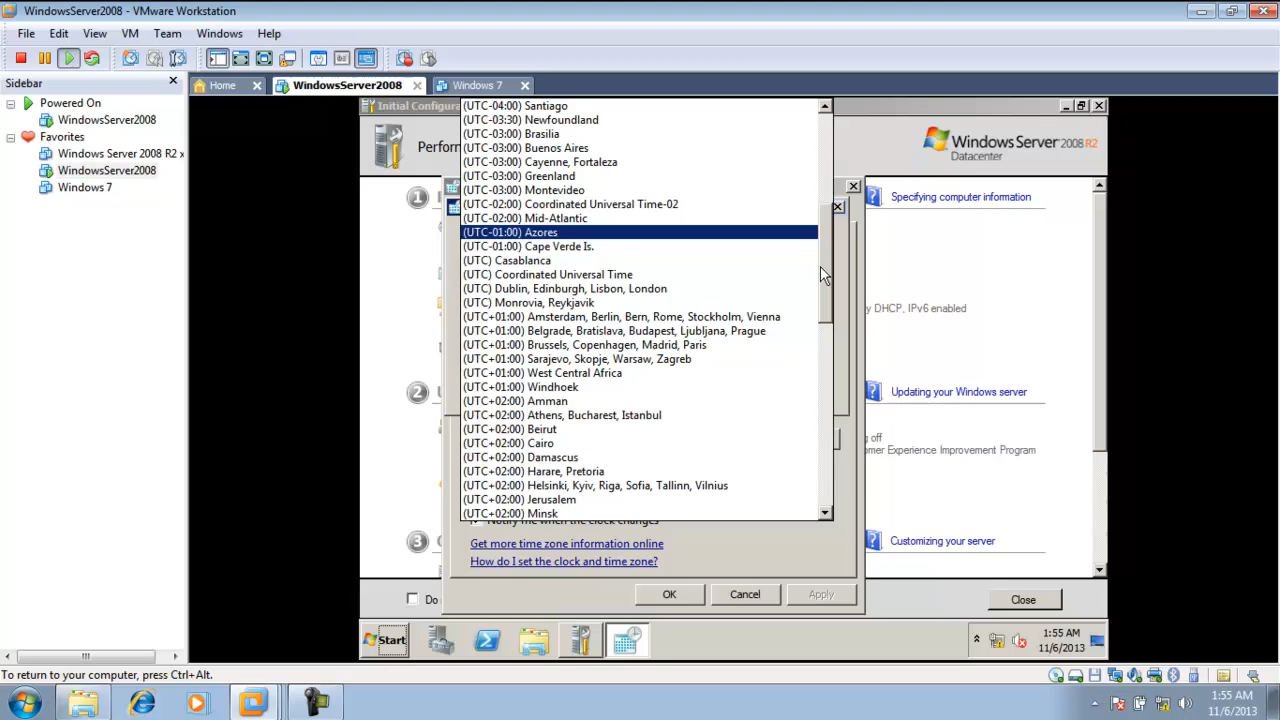 WindowsServer2008 - VMware Workstation
File Edit View VM Team Windows Help
Sidebar
Home
WindowsServer2008
Windows 7
Powered On
WindowsServer2008
Favorites
Windows Server 2008 R2 x
WindowsServer2008
Windows 7
Initial Configura
Perforr
Windows Server 2008 R2
Datacenter
(UTC-04:00) Santiago
(UTC-03:30) Newfoundland
(UTC-03:00) Brasilia
(UTC-03:00) Buenos Aires
(UTC-03:00) Cayenne, Fortaleza
(UTC-03:00) Greenland
(UTC-03:00) Montevideo
(UTC-02:00) Coordinated Universal Time-02
(UTC-02:00) Mid-Atlantic
(UTC-01:00) Azores
(UTC-01:00) Cape Verde Is.
(UTC) Casablanca
(UTC) Coordinated Universal Time
(UTC) Dublin, Edinburgh, Lisbon, London
(UTC) Monrovia, Reykjavik
(UTC+01:00) Amsterdam, Berlin, Bern, Rome, Stockholm, Vienna
(UTC+01:00) Belgrade, Bratislava, Budapest, Ljubljana, Prague
(UTC+01:00) Brussels, Copenhagen, Madrid, Paris
(UTC+01:00) Sarajevo, Skopje, Warsaw, Zagreb
(UTC+01:00) West Central Africa
(UTC+01:00) Windhoek
(UTC+02:00) Amman
(UTC+02:00) Athens, Bucharest, Istanbul
(UTC+02:00) Beirut
(UTC+02:00) Cairo
(UTC+02:00) Damascus
(UTC+02:00) Harare, Pretoria
(UTC+02:00) Helsinki, Kyiv, Riga, Sofia, Tallinn, Vilnius
(UTC+02:00) Jerusalem
(UTC+02:00) Minsk
1
2
3
Specifying computer information
y DHCP, IPv6 enabled
Updating your Windows server
g off
omer Experience Improvement Program
Customizing your server
Notify me when the clock changes
Get more time zone information online
How do I set the clock and time zone?
OK
Cancel
Apply
Do
Close
Start
1:55 AM
11/6/2013
To return to your computer, press Ctrl+Alt.
1:55 AM
11/6/2013